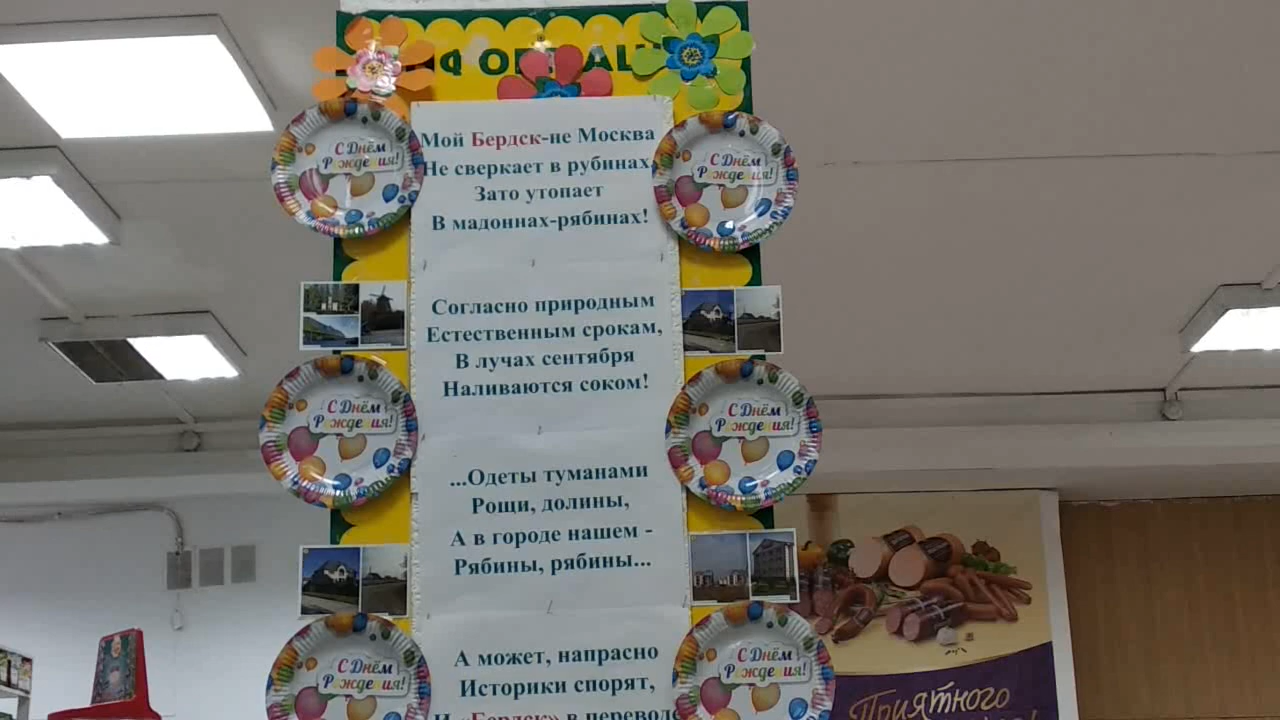 Мой Бердск-не Москва
Не сверкает в рубинах,
Зато утопает
В мадоннах-рябинах!
Согласно природным
Естественным срокам,
В лучах сентября
Наливаются соком!
...Одеты туманами
Рощи, долины,
А в городе нашем -
Рябины, рябины...
А может, напрасно
Историки спорят,
И «Бердск» в переводе
С Днём
Рождения!
С Днём
Рождения!
С Днём
Рождения!
С Днём
Рождения!
С Днём
Рождения!
С Днём
Рождения!
Приятного